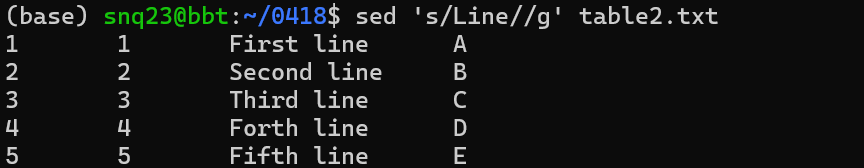 (base) snq23@bbt:~/0418$ sed 's/Line//g' table2.txt
1       1       First line      A
2       2       Second line     B
3       3       Third line      C
4       4       Forth line      D
5       5       Fifth line      E